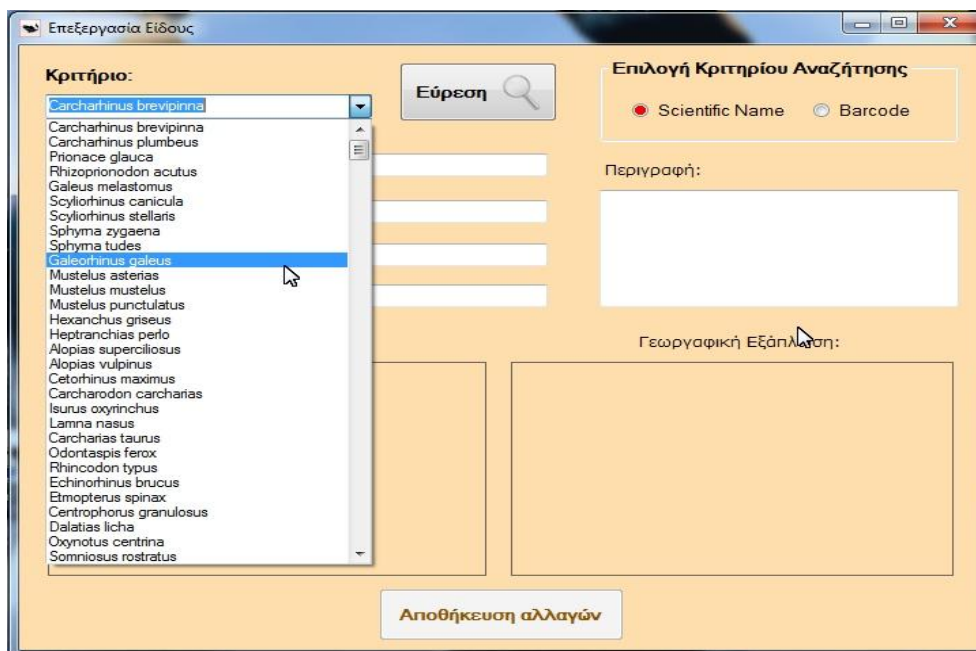 Επεξεργασία Είδους
Κριτήριο:
Carcharhinus brevipinna
Εύρεση
Επιλογή Κριτηρίου Αναζήτησης
Scientific Name
Barcode
Carcharhinus brevipinna
Carcharhinus plumbeus
Prionace glauca
Rhizoprionodon acutus
Galeus melastomus
Scyliorhinus canicula
Scyliorhinus stellaris
Sphyrna zygaena
Sphyrna tudes
Galeorhinus galeus
Mustelus asterias
Mustelus mustelus
Mustelus punctulatus
Hexanchus griseus
Heptranchias perlo
Alopias superciliosus
Alopias vulpinus
Cetorhinus maximus
Carcharodon carcharias
Isurus oxyrinchus
Lamna nasus
Carcharias taurus
Odontaspis ferox
Rhincodon typus
Echinorhinus brucus
Etmopterus spinax
Centrophorus granulosus
Dalatias licha
Oxynotus centrina
Somniosus rostratus
Περιγραφή:
Γεωργαφική Εξάπλωση:
Αποθήκευση αλλαγών